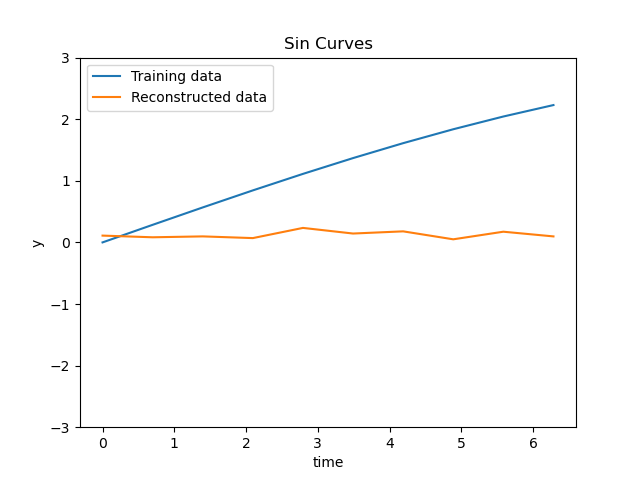 Sin Curves
Training data
Reconstructed data
y
3
2
1
0
−1
−2
−3
0 1 2 3 4 5 6
time